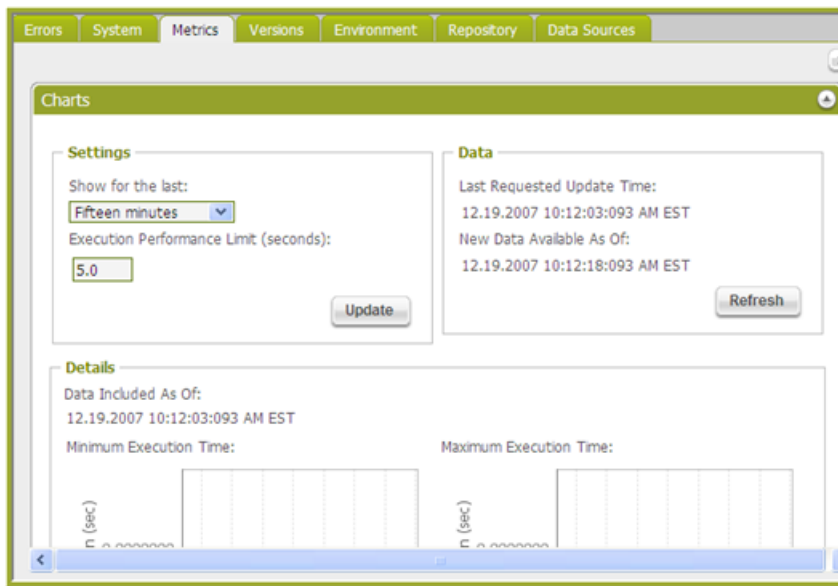 Errors System Metrics Versions Environment Repository Data Sources
Charts
Settings
Show for the last:
Fifteen minutes
Execution Performance Limit (seconds):
5.0
Update
Data
Last Requested Update Time:
12.19.2007 10:12:03:093 AM EST
New Data Available As Of:
12.19.2007 10:12:18:093 AM EST
Refresh
Details
Data Included As Of:
12.19.2007 10:12:03:093 AM EST
Minimum Execution Time:
Maximum Execution Time:
(sec)
(sec)